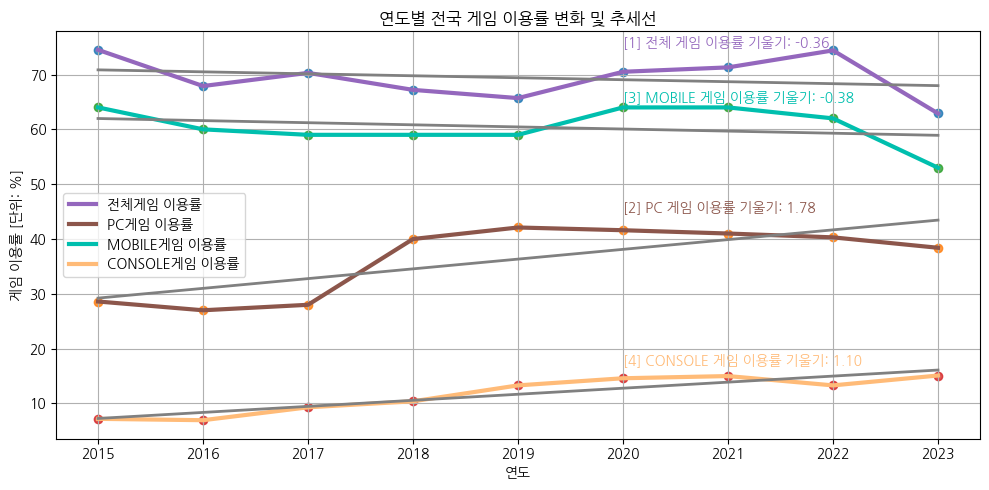 연도별 전국 게임 이용률 변화 및 추세선
게임 이용률 [단위: %]
70
60
50
40
30
20
10
[1] 전체 게임 이용률 기울기: -0.36
[3] MOBILE 게임 이용률 기울기: -0.38
[2] PC 게임 이용률 기울기: 1.78
[4] CONSOLE 게임 이용률 기울기: 1.10
전체게임 이용률
PC게임 이용률
MOBILE게임 이용률
CONSOLE게임 이용률
2015 2016 2017 2018 2019 2020 2021 2022 2023
연도